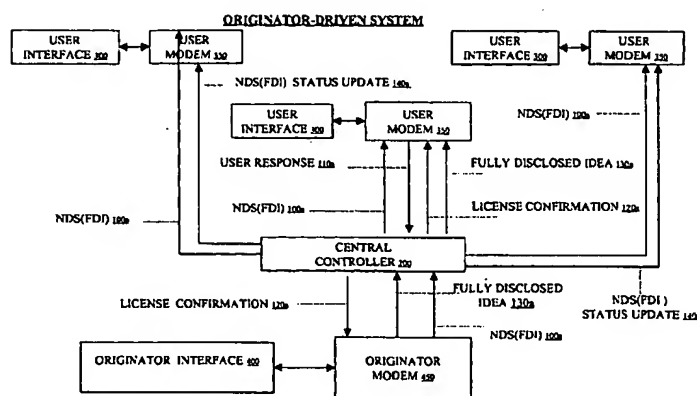 ORIGINATOR-DRIVEN SYSTEM
USER
INTERFACE 300
USER
MODEM 350
USER
INTERFACE 300
USER
MODEM 350
NDS(FDI) STATUS UPDATE 140a
USER
INTERFACE 300
USER
MODEM 350
NDS(FDI) 100a
USER RESPONSE 110a
FULLY DISCLOSED IDEA 130a
NDS(FDI) 100a
NDS(FDI) 100a
LICENSE CONFIRMATION 120a
CENTRAL
CONTROLLER 200
LICENSE CONFIRMATION 120a
FULLY DISCLOSED
IDEA 130a
NDS(FDI)
STATUS UPDATE 140
NDS(FDI) 100a
ORIGINATOR INTERFACE 400
ORIGINATOR
MODEM 450